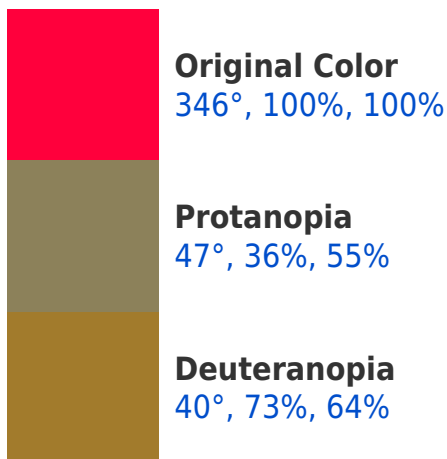 Original Color
346°, 100%, 100%
Protanopia
47°, 36%, 55%
Deuteranopia
40°, 73%, 64%